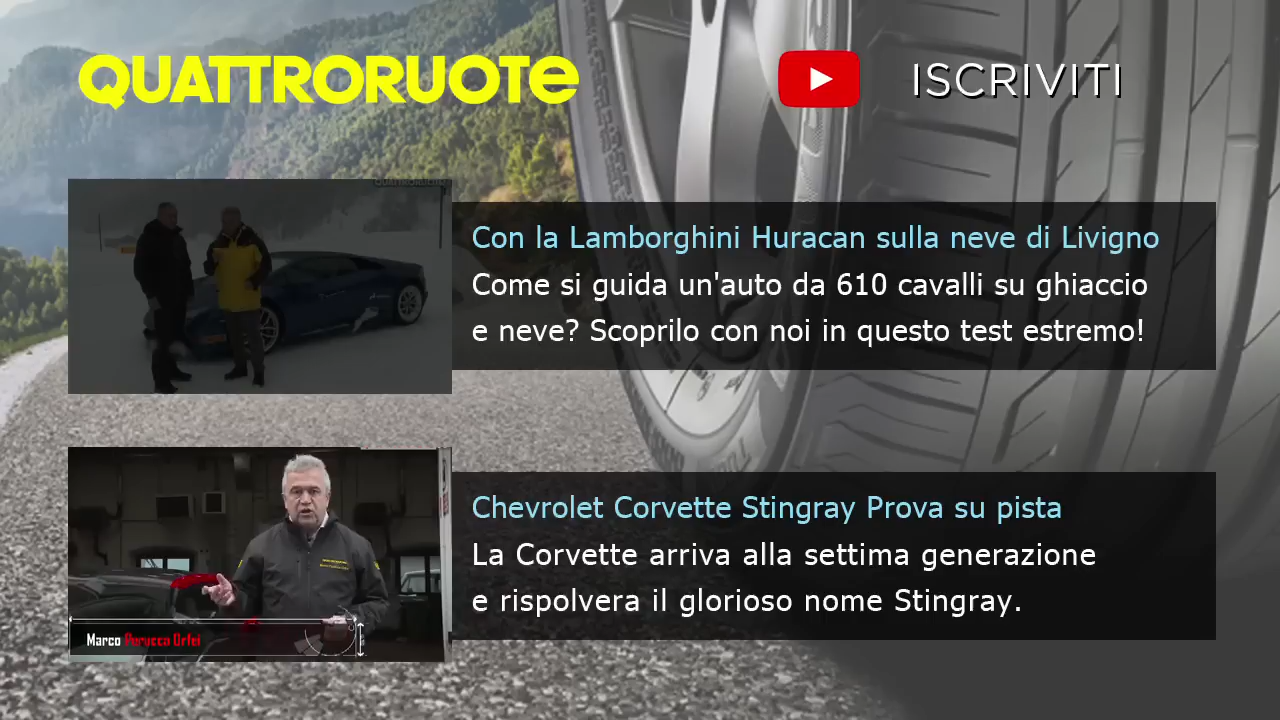 QUATTRORUOTE
ISCRIVITI
QUATTRORUOTE
Con la Lamborghini Huracan sulla neve di Livigno
Come si guida un'auto da 610 cavalli su ghiaccio
e neve? Scoprilo con noi in questo test estremo!
Chevrolet Corvette Stingray Prova su pista
La Corvette arriva alla settima generazione
e rispolvera il glorioso nome Stingray.
Marco Perucca Orfei